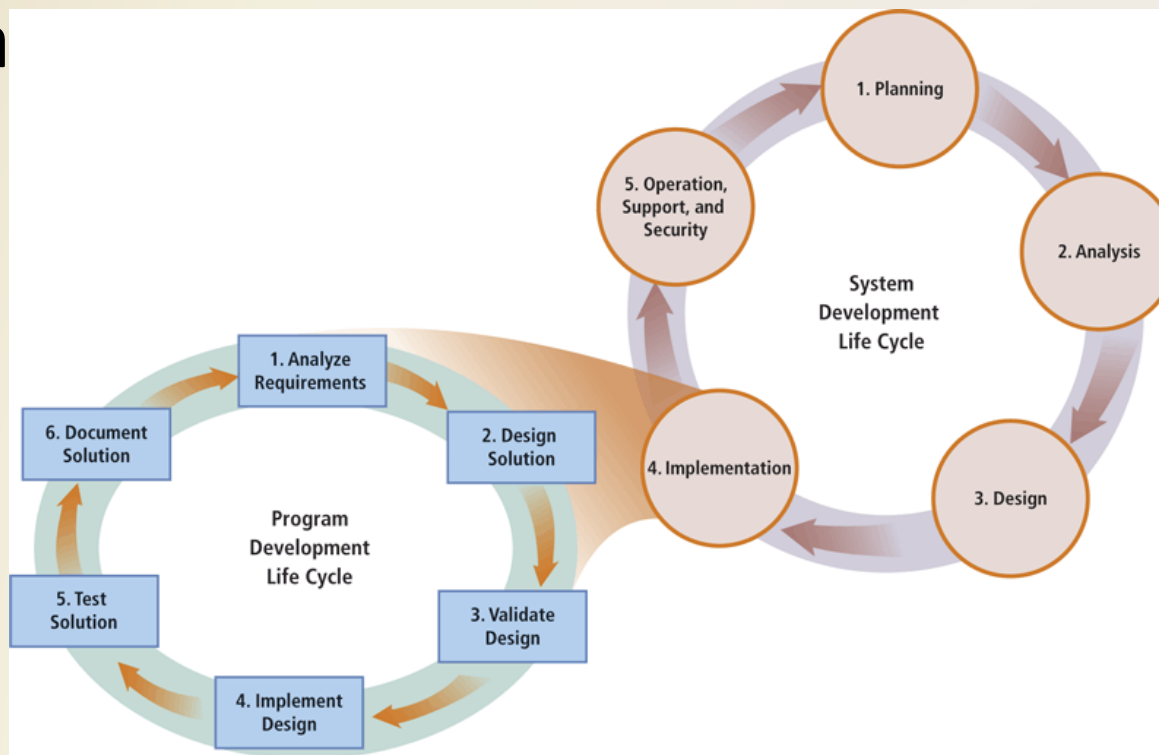 1. Planning
5. Operation,
Support, and
Security
2. Analysis
System
Development
Life Cycle
4. Implementation
3. Design
1. Analyze
Requirements
6. Document
Solution
2. Design
Solution
Program
Development
Life Cycle
5. Test
Solution
3. Validate
Design
4. Implement
Design